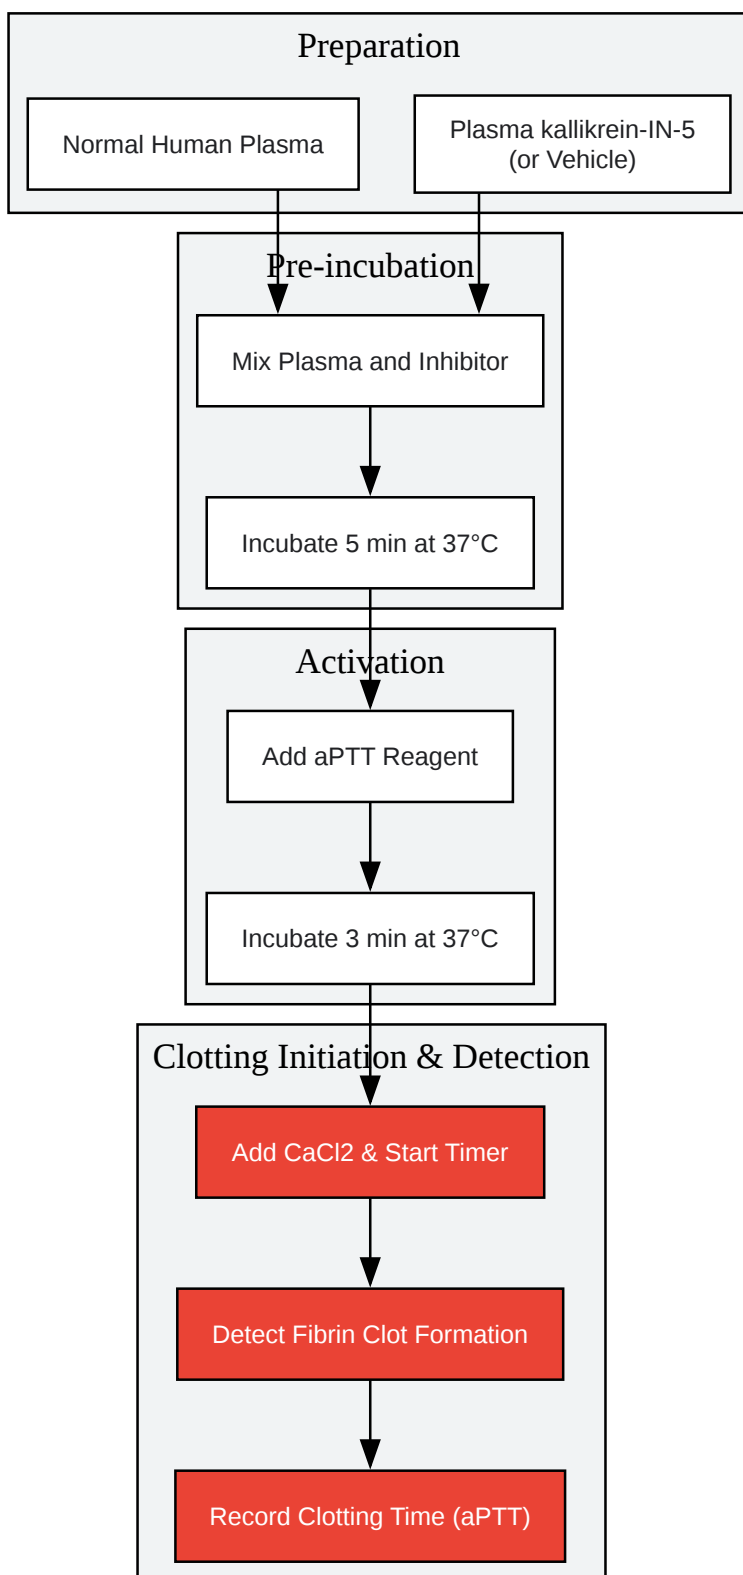 Preparation
Normal Human Plasma
Plasma kallikrein-IN-5
(or Vehicle)
Pre-incubation
Mix Plasma and Inhibitor
Incubate 5 min at 37°C
Activation
Add aPTT Reagent
Incubate 3 min at 37°C
Clotting Initiation & Detection
Add CaCl2 & Start Timer
Detect Fibrin Clot Formation
Record Clotting Time (aPTT)